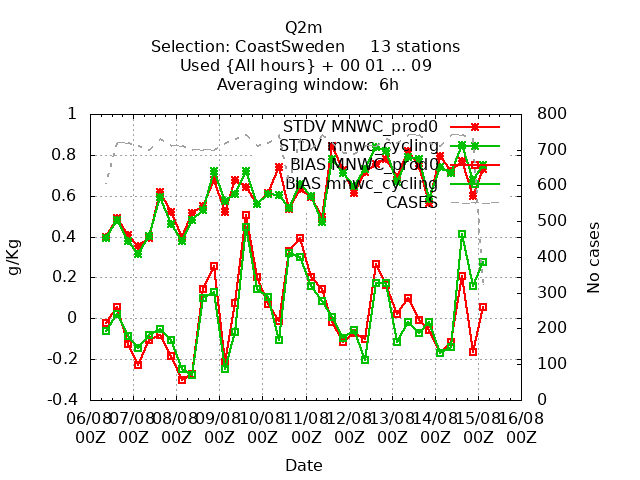 Q2m
Selection: CoastSweden 13 stations
Used {All hours} + 00 01 ... 09
Averaging window: 6h
STDV MNWC_prod0
STDV mnwc_cycling
BIAS MNWC_prod0
BIAS mnwc_cycling
CASES
1
0.8
0.6
0.4
0.2
0
-0.2
-0.4
g/Kg
800
700
600
500
400
300
200
100
0
No cases
06/08 07/08 08/08 09/08 10/08 11/08 12/08 13/08 14/08 15/08 16/08
00Z 00Z 00Z 00Z 00Z 00Z 00Z 00Z 00Z 00Z 00Z
Date